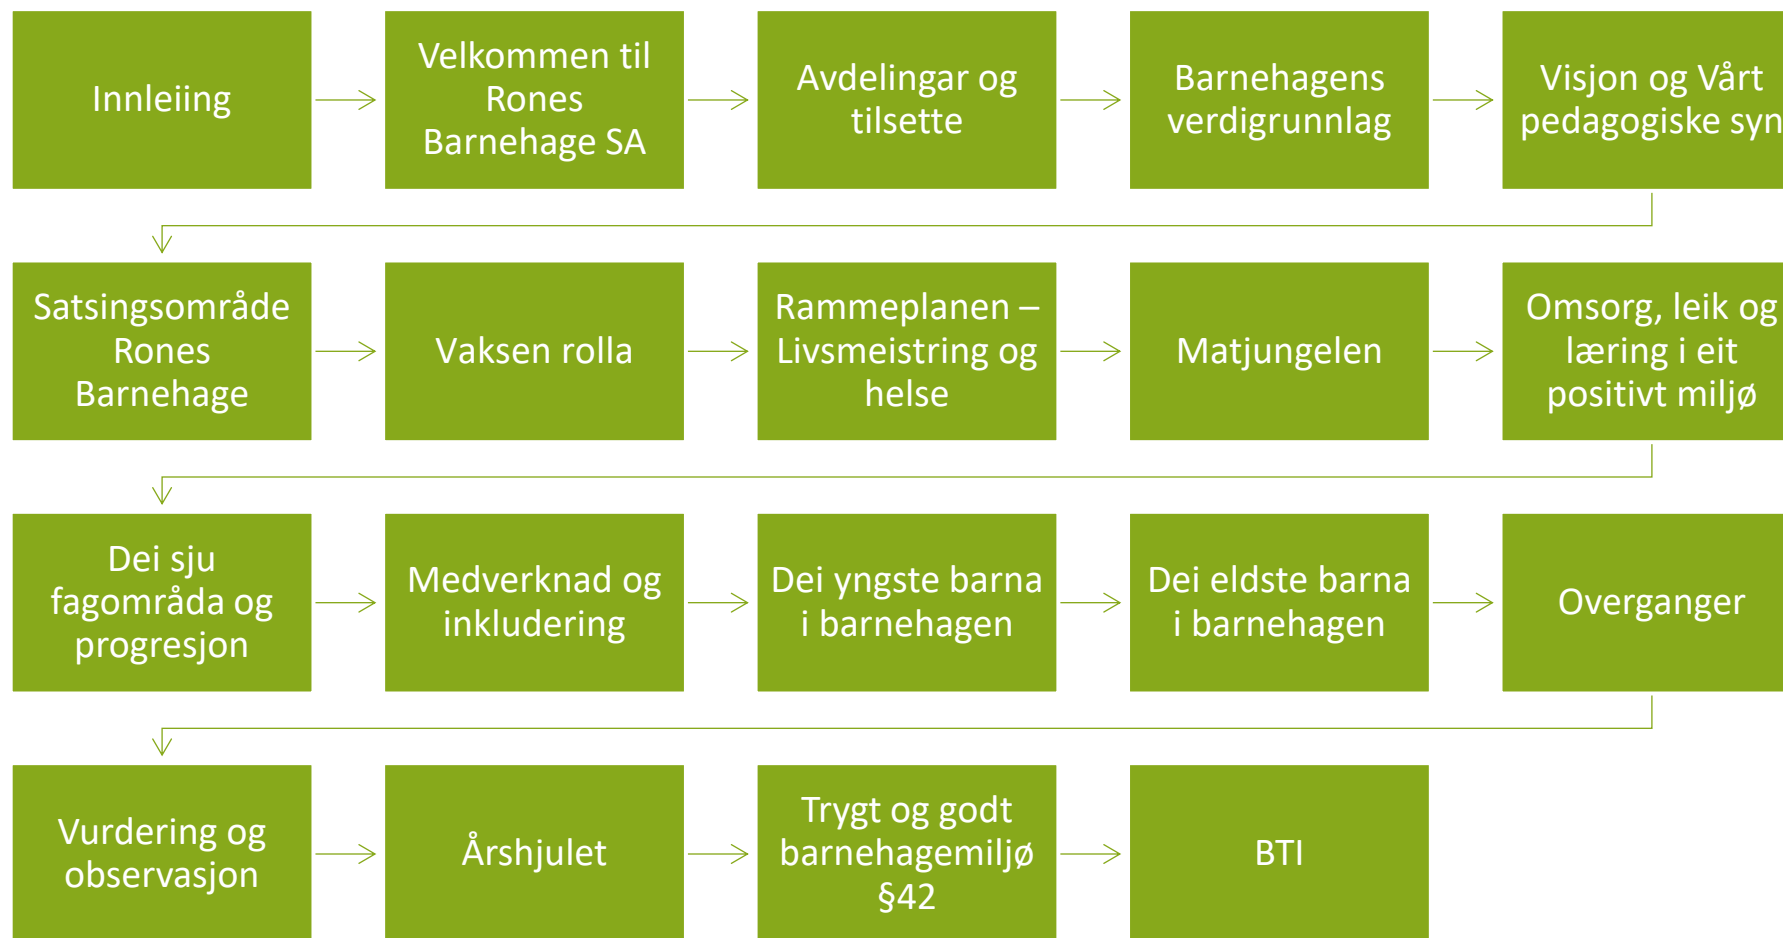 Innleiing
Velkommen til
Rones
Barnehage SA
Avdelingar og
tilsette
Barnehagens
verdigrunnlag
Visjon og Vårt
pedagogiske syn
Satsingsområde
Rones
Barnehage
Vaksen rolla
Rammeplanen –
Livsmeistring og
helse
Matjungelen
Omsorg, leik og
læring i eit
positivt miljø
Dei sju
fagområda og
progresjon
Medverknad og
inkludering
Dei yngste barna
i barnehagen
Dei eldste barna
i barnehagen
Overganger
Vurdering og
observasjon
Årshjulet
Trygt og godt
barnehagemiljø
§42
BTI